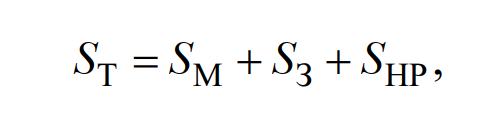 S_Т = S_М + S_З + S_НР,